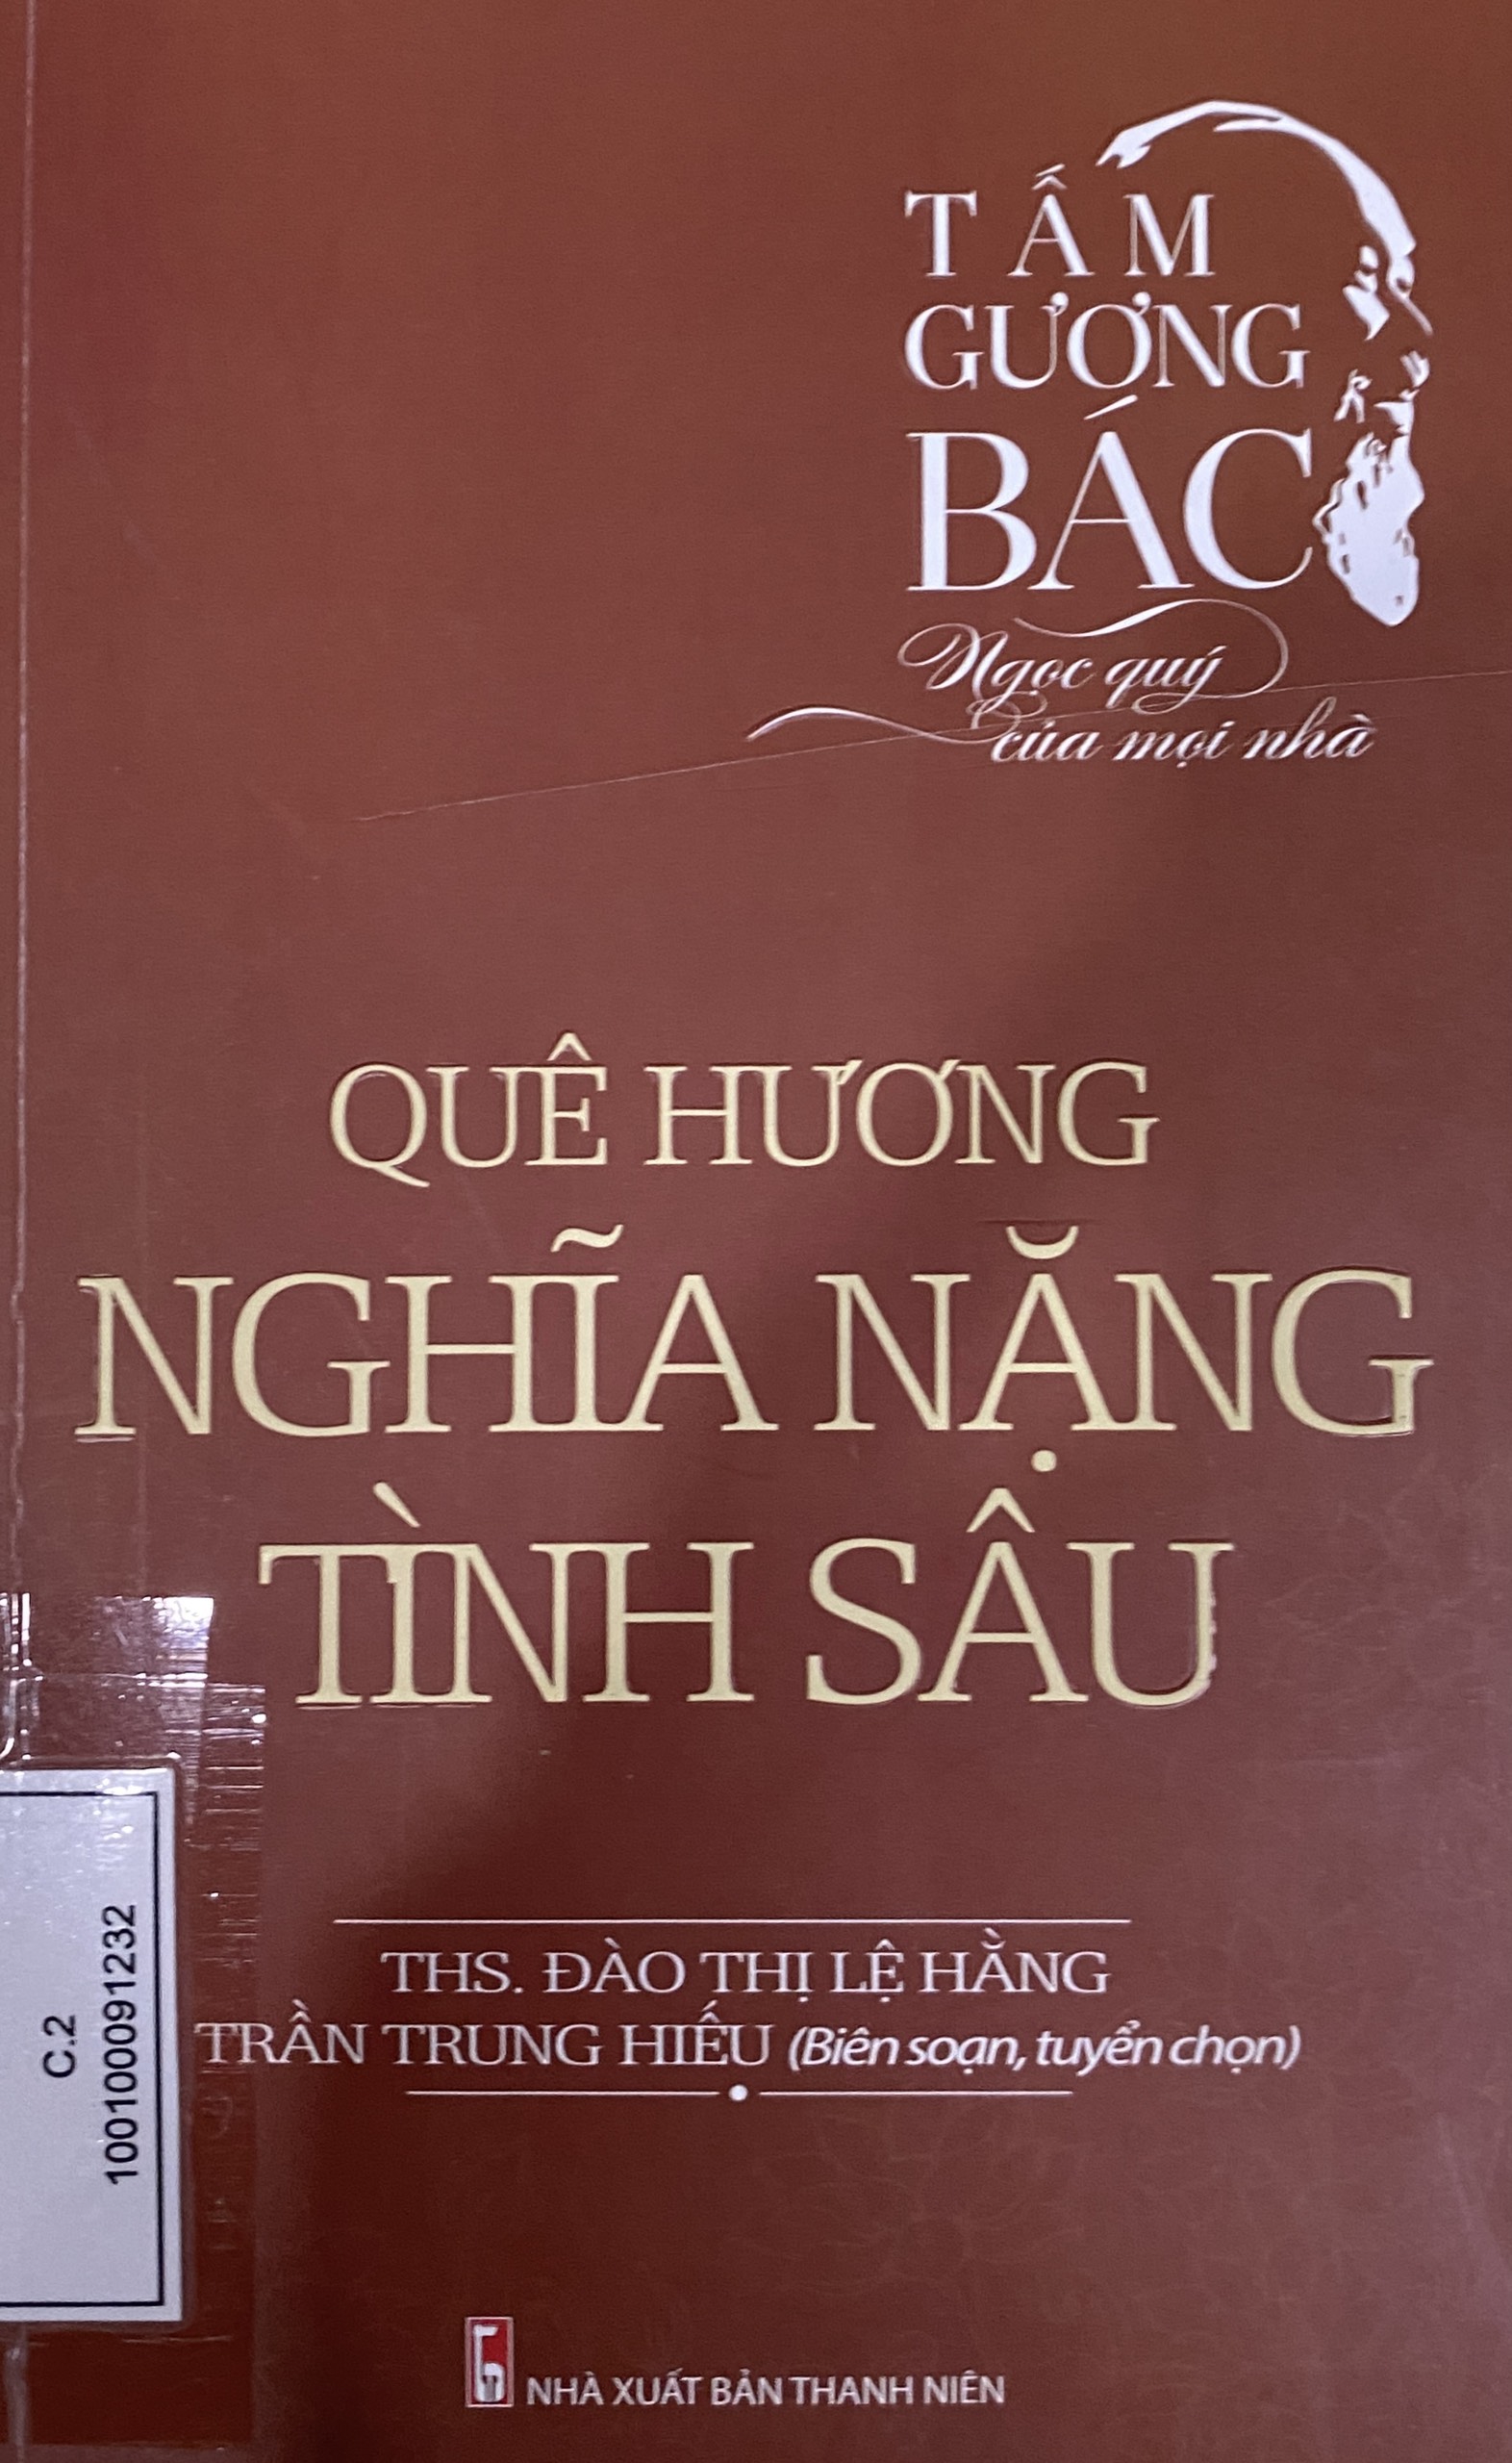 TẤM
GƯƠNG
BÁC
Ngọc quý
của mọi nhà
QUÊ HƯƠNG
NGHĨA NẶNG
TÌNH SÂU
THS. ĐÀO THỊ LỆ HẰNG
TRẦN TRUNG HIẾU (Biên soạn, tuyển chọn)
C.2
1001000091232
NHÀ XUẤT BẢN THANH NIÊN